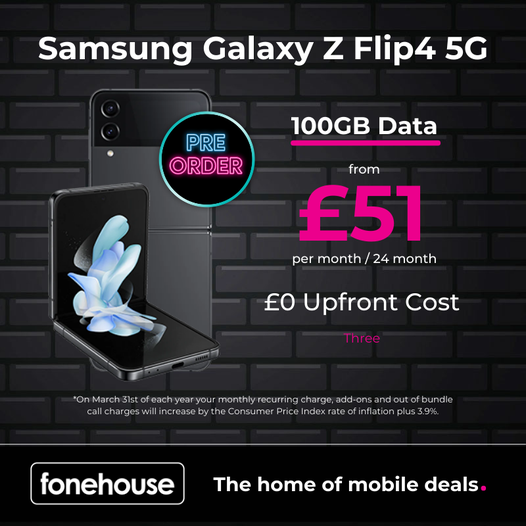 Samsung Galaxy Z Flip4 5G
PRE
ORDER
100GB Data
from
£51
per month / 24 month
£0 Upfront Cost
Three
*On March 31st of each year your monthly recurring charge, add-ons and out of bundle
call charges will increase by the Consumer Price Index rate of inflation plus 3.9%.
fonehouse
The home of mobile deals.